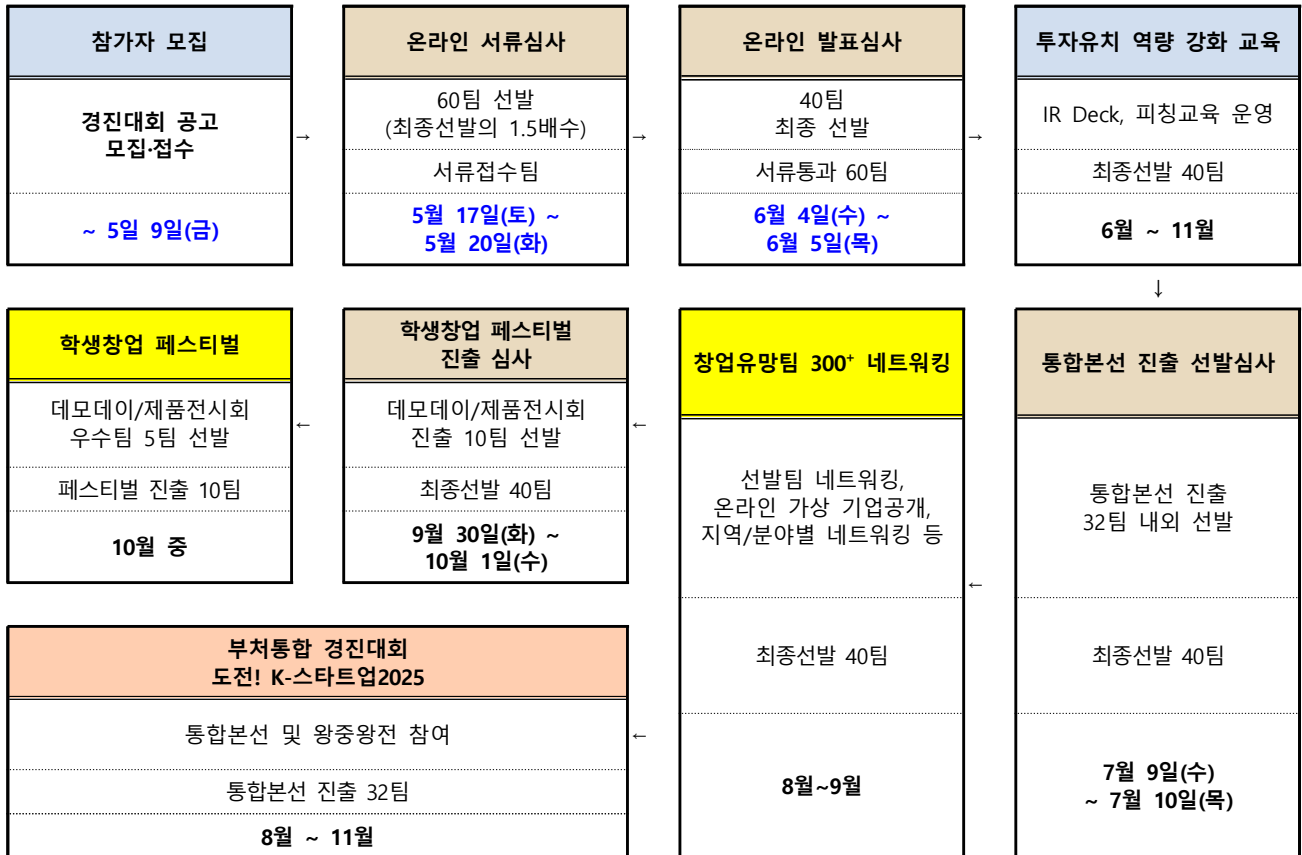 참가자 모집
경진대회 공고
모집·접수
~ 5일 9일(금)
→
온라인 서류심사
60팀 선발
(최종선발의 1.5배수)
서류접수팀
5월 17일(토) ~
5월 20일(화)
→
온라인 발표심사
40팀
최종 선발
서류통과 60팀
6월 4일(수) ~
6월 5일(목)
→
투자유치 역량 강화 교육
IR Deck, 피칭교육 운영
최종선발 40팀
6월 ~ 11월
↓
통합본선 진출 선발심사
통합본선 진출
32팀 내외 선발
최종선발 40팀
7월 9일(수)
~ 7월 10일(목)
←
창업유망팀 300⁺ 네트워킹
선발팀 네트워킹,
온라인 가상 기업공개,
지역/분야별 네트워킹 등
최종선발 40팀
8월~9월
←
학생창업 페스티벌
진출 심사
데모데이/제품전시회
진출 10팀 선발
최종선발 40팀
9월 30일(화) ~
10월 1일(수)
←
학생창업 페스티벌
데모데이/제품전시회
우수팀 5팀 선발
페스티벌 진출 10팀
10월 중
←
부처통합 경진대회
도전! K-스타트업2025
통합본선 및 왕중왕전 참여
통합본선 진출 32팀
8월 ~ 11월